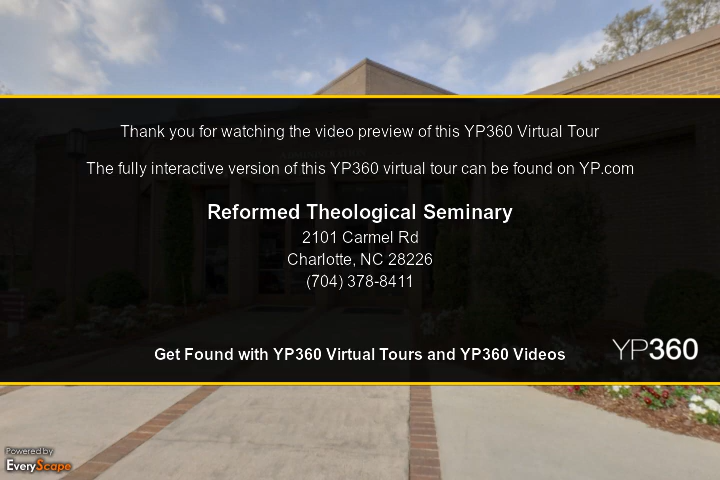 Thank you for watching the video preview of this YP360 Virtual Tour
The fully interactive version of this YP360 virtual tour can be found on YP.com
Reformed Theological Seminary
2101 Carmel Rd
Charlotte, NC 28226
(704) 378-8411
Get Found with YP360 Virtual Tours and YP360 Videos
YP360
Powered by
EveryScape